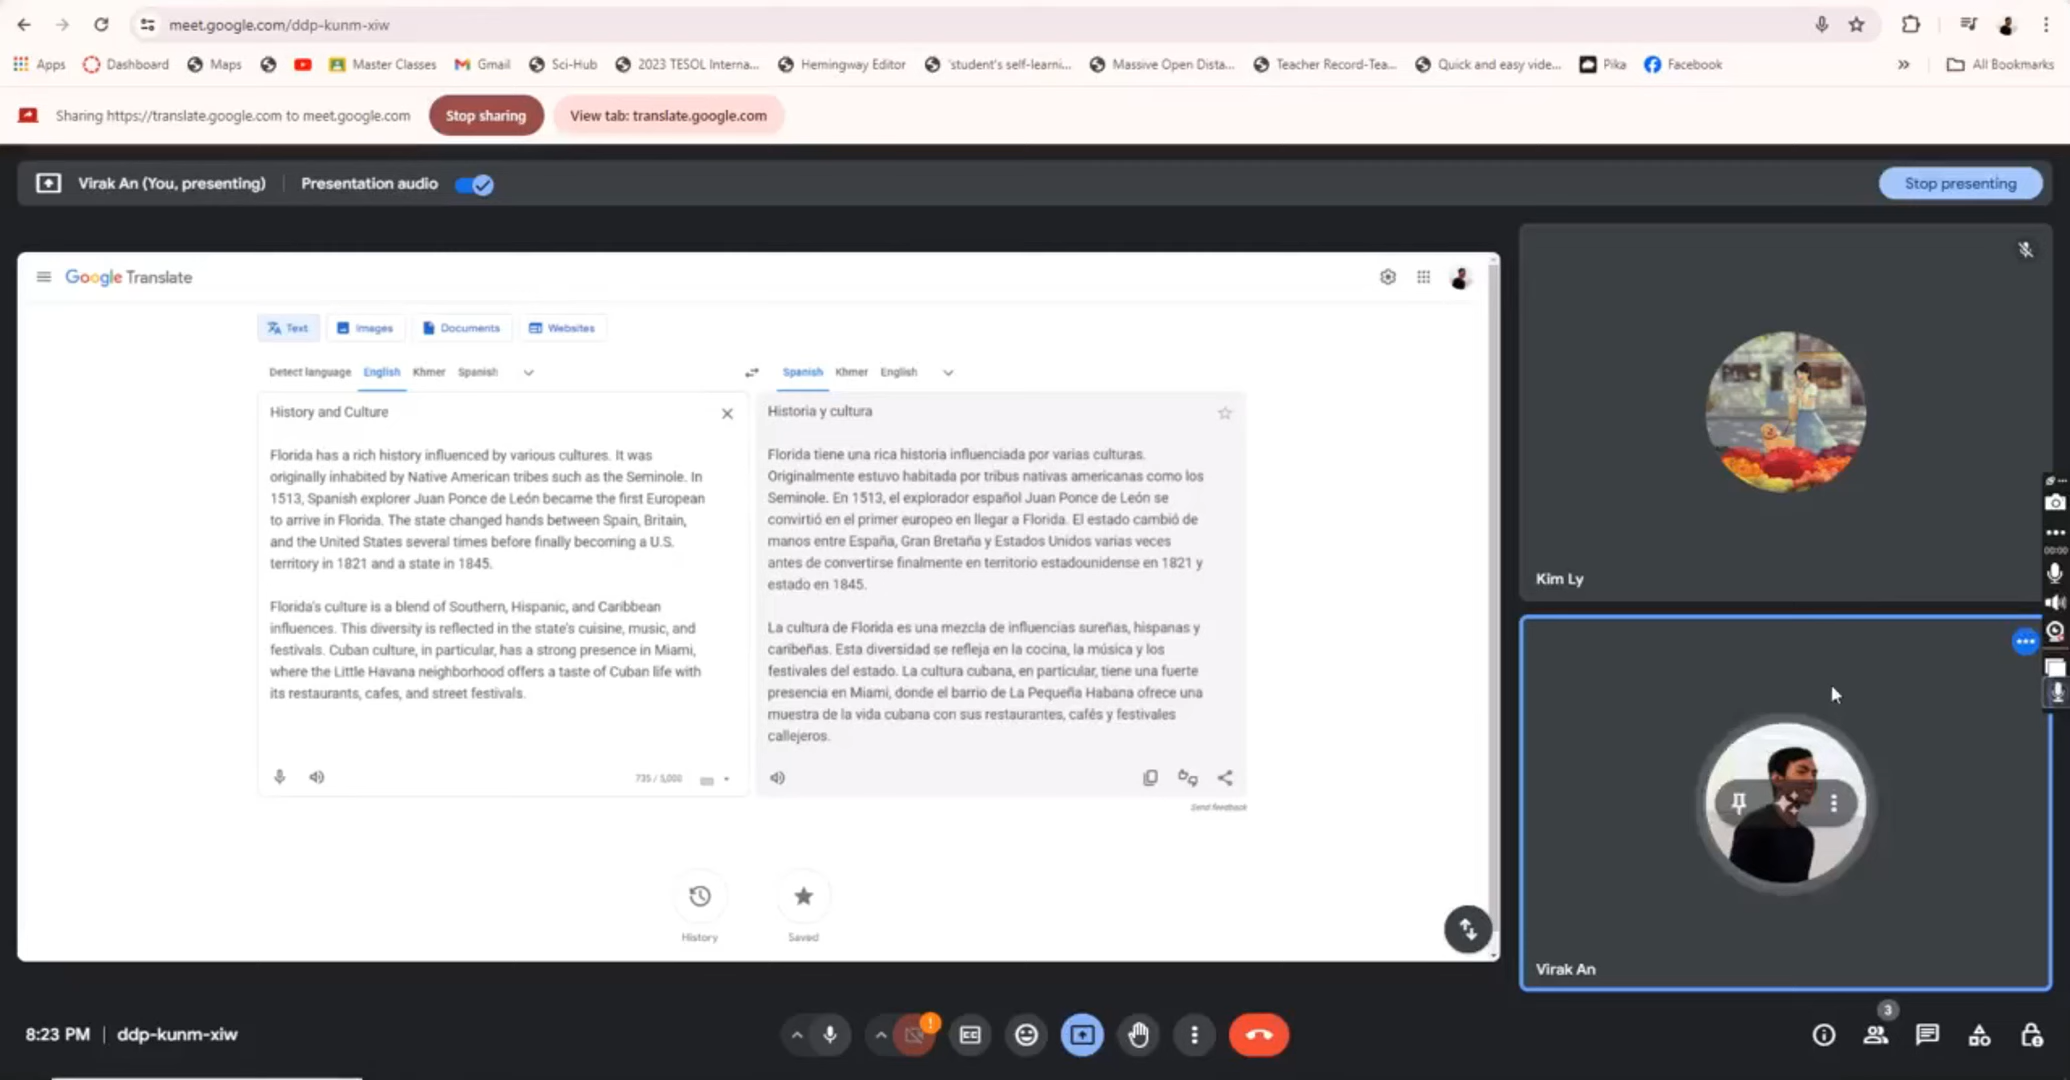 meet.google.com/ddp-kunm-xiw
Apps Dashboard Maps Master Classes Gmail Sci-Hub 2023 TESOL Interna... Hemingway Editor 'student's self-learni... Massive Open Dista... Teacher Record-Tea... Quick and easy vide... Pika Facebook » All Bookmarks
Sharing https://translate.google.com to meet.google.com Stop sharing View tab: translate.google.com
Virak An (You, presenting) Presentation audio Stop presenting
Google Translate
Text Images Documents Websites
Detect language English Khmer Spanish
Spanish Khmer English
History and Culture
Florida has a rich history influenced by various cultures. It was
originally inhabited by Native American tribes such as the Seminole. In
1513, Spanish explorer Juan Ponce de León became the first European
to arrive in Florida. The state changed hands between Spain, Britain,
and the United States several times before finally becoming a U.S.
territory in 1821 and a state in 1845.
Florida's culture is a blend of Southern, Hispanic, and Caribbean
influences. This diversity is reflected in the state's cuisine, music, and
festivals. Cuban culture, in particular, has a strong presence in Miami,
where the Little Havana neighborhood offers a taste of Cuban life with
its restaurants, cafes, and street festivals.
735 / 5,000
Historia y cultura
Florida tiene una rica historia influenciada por varias culturas.
Originalmente estuvo habitada por tribus nativas americanas como los
Seminole. En 1513, el explorador español Juan Ponce de León se
convirtió en el primer europeo en llegar a Florida. El estado cambió de
manos entre España, Gran Bretaña y Estados Unidos varias veces
antes de convertirse finalmente en territorio estadounidense en 1821 y
estado en 1845.
La cultura de Florida es una mezcla de influencias sureñas, hispanas y
caribeñas. Esta diversidad se refleja en la cocina, la música y los
festivales del estado. La cultura cubana, en particular, tiene una fuerte
presencia en Miami, donde el barrio de La Pequeña Habana ofrece una
muestra de la vida cubana con sus restaurantes, cafés y festivales
callejeros.
Send feedback
History Saved
Kim Ly
00:00
Virak An
8:23 PM | ddp-kunm-xiw
!
3